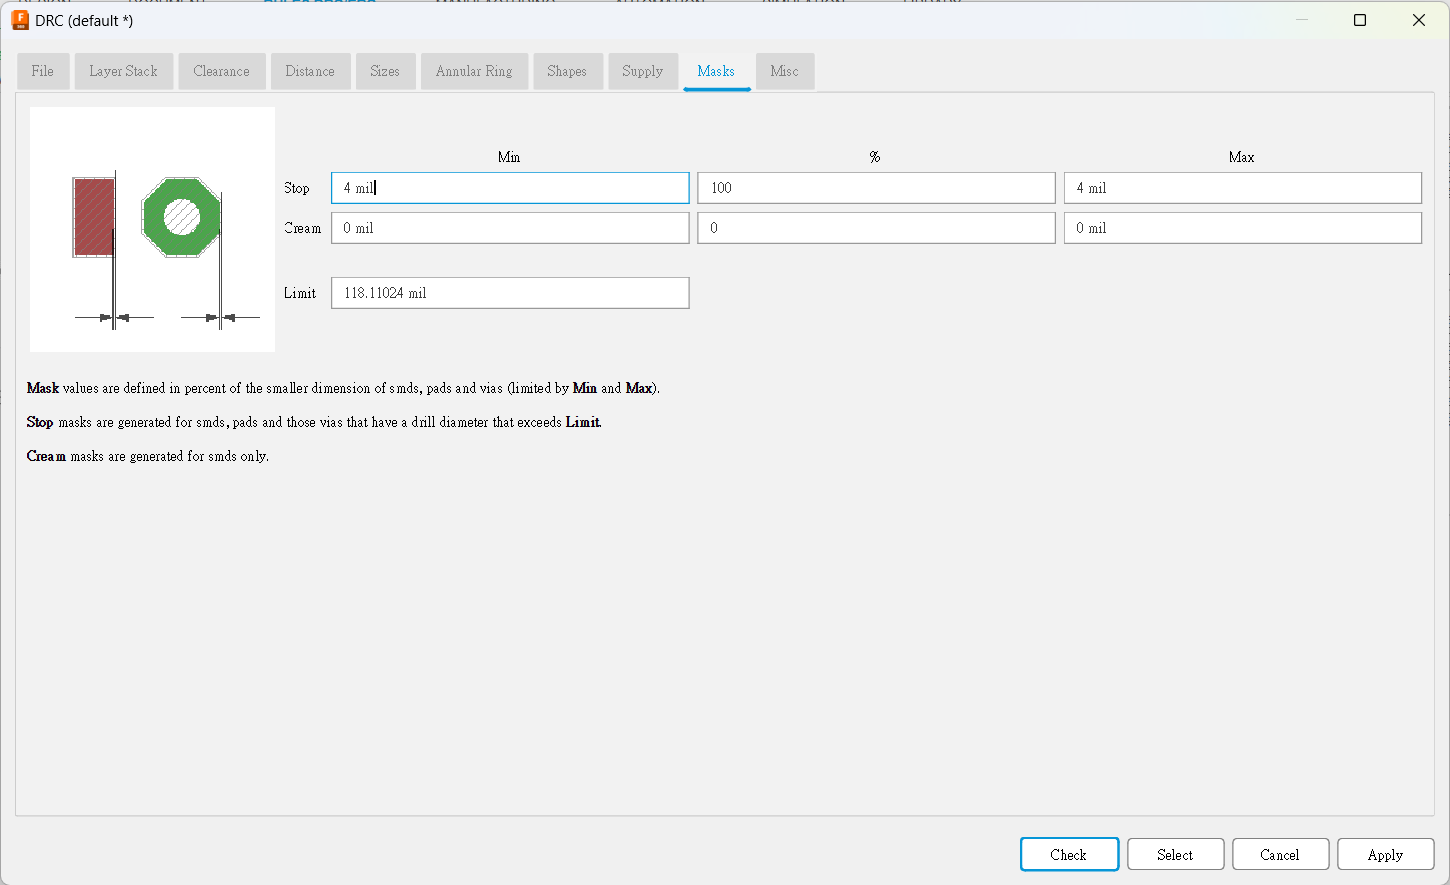 DRC (default *)
File Layer Stack Clearance Distance Sizes Annular Ring Shapes Supply Masks Misc
Min % Max
Stop 4 mil 100 4 mil
Cream 0 mil 0 0 mil
Limit 118.11024 mil
Mask values are defined in percent of the smaller dimension of smds, pads and vias (limited by Min and Max).
Stop masks are generated for smds, pads and those vias that have a drill diameter that exceeds Limit.
Cream masks are generated for smds only.
Check Select Cancel Apply